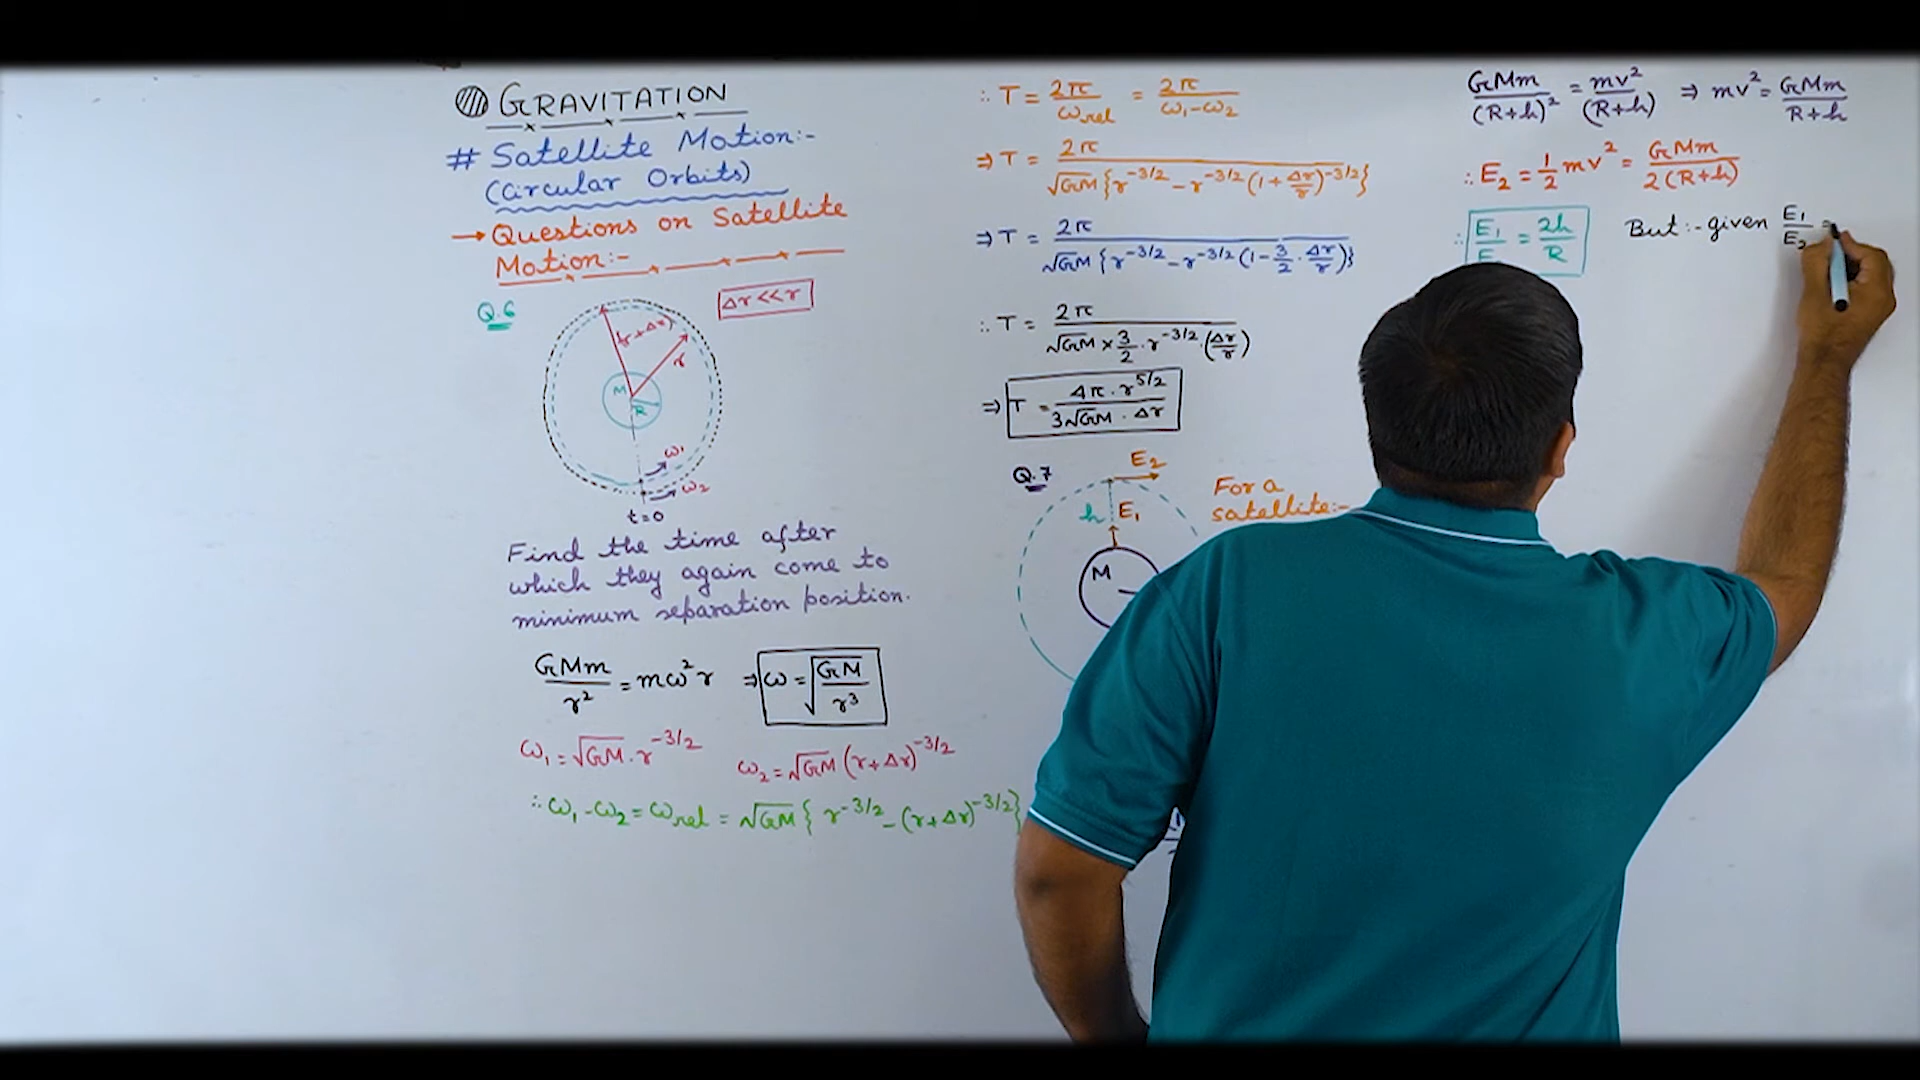 GRAVITATION
# Satellite Motion:-
(Circular Orbits)
→ Questions on Satellite
Motion:-
Q.6
Δr<<r
(r+Δr)
r
M
R
ω₁
ω₂
t=0
Find the time after
which they again come to
minimum separation position.
GMm/r² = mω²r ⇒ ω = √(GM/r³)
ω₁ = √GM · r^(-3/2)
ω₂ = √GM (r+Δr)^(-3/2)
∴ ω₁-ω₂ = ωrel = √GM { r^(-3/2) - (r+Δr)^(-3/2)}
∴ T = 2π/ωrel = 2π/(ω₁-ω₂)
⇒ T = 2π/(√GM {r^(-3/2) - r^(-3/2) (1+Δr/r)^(-3/2)})
⇒ T = 2π/(√GM {r^(-3/2) - r^(-3/2) (1-3/2·Δr/r)})
∴ T = 2π/(√GM × 3/2 · r^(-3/2) · (Δr/r))
⇒ T = 4π·r^(5/2)/(3√GM · Δr)
Q.7
E₂
h
E₁
M
For a
satellite:-
GMm/(R+h)² = mv²/(R+h) ⇒ mv² = GMm/(R+h)
∴ E₂ = 1/2 mv² = GMm/(2(R+h))
∴ E₁/E = 2h/R
But:- given E₁/E₂ =